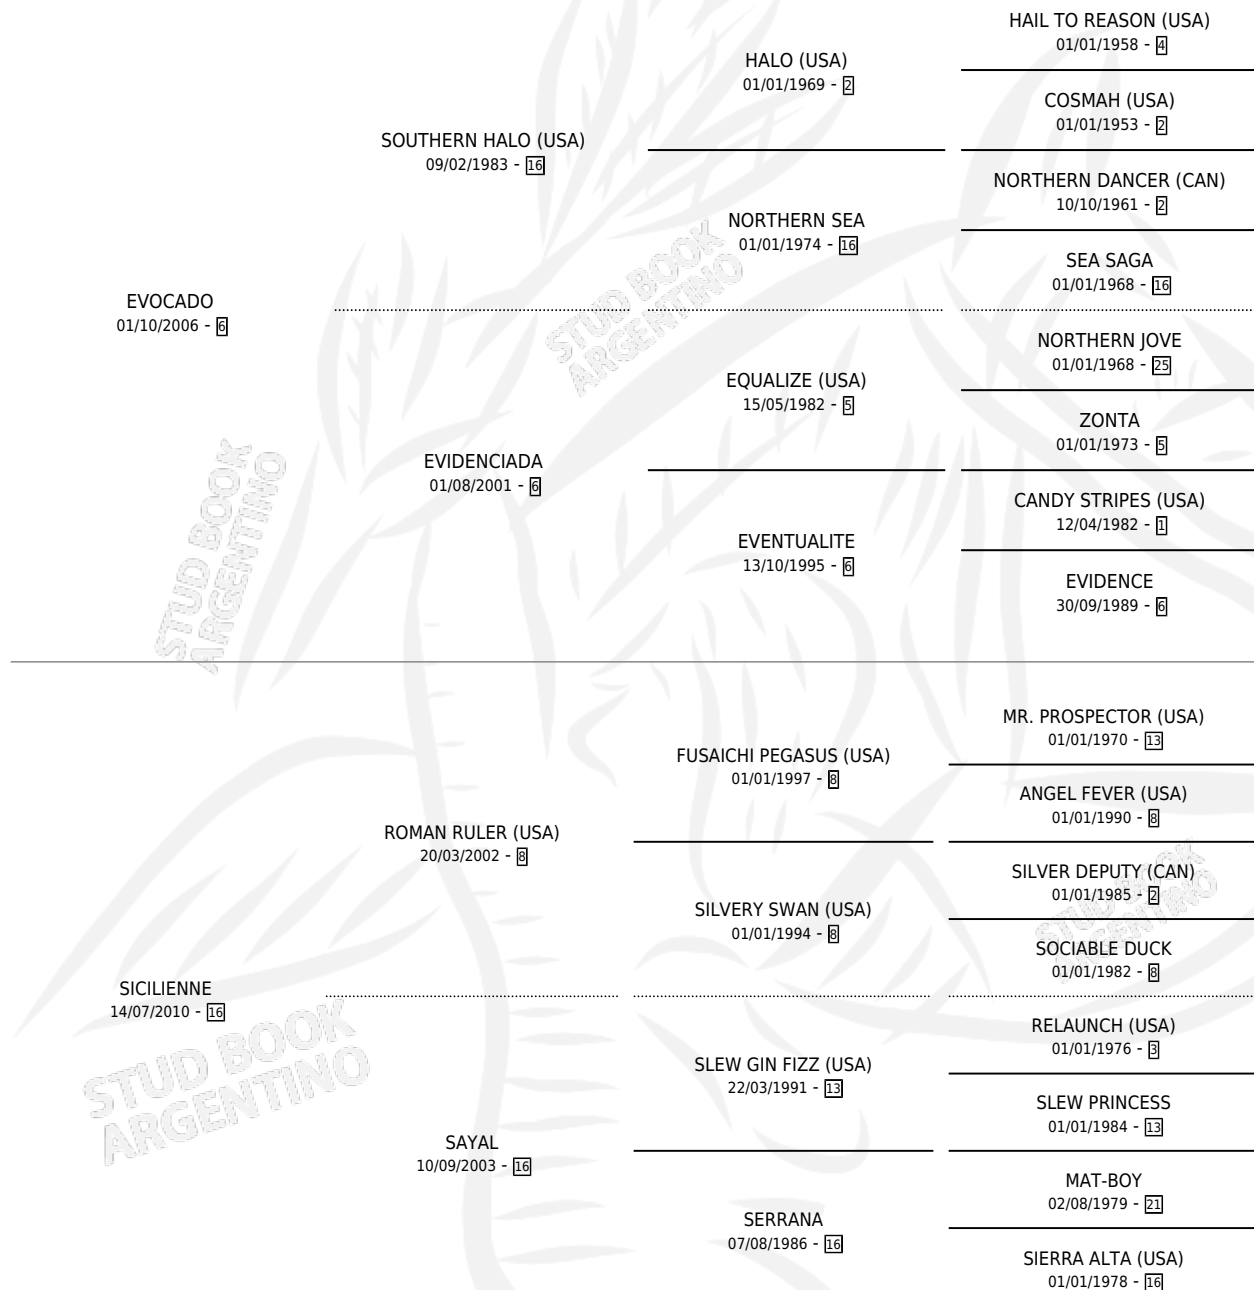 HAIL TO REASON (USA)
01/01/1958 - 4
HALO (USA)
01/01/1969 - 2
COSMAH (USA)
01/01/1953 - 2
SOUTHERN HALO (USA)
09/02/1983 - 16
NORTHERN DANCER (CAN)
10/10/1961 - 2
NORTHERN SEA
01/01/1974 - 16
SEA SAGA
01/01/1968 - 16
EVOCADO
01/10/2006 - 6
STUD BOOK
ARGENTINO
NORTHERN JOVE
01/01/1968 - 25
EQUALIZE (USA)
15/05/1982 - 5
ZONTA
01/01/1973 - 5
EVIDENCIADA
01/08/2001 - 6
CANDY STRIPES (USA)
12/04/1982 - 1
EVENTUALITE
13/10/1995 - 6
EVIDENCE
30/09/1989 - 6
STUD BOOK
ARGENTINO
MR. PROSPECTOR (USA)
01/01/1970 - 13
FUSAICHI PEGASUS (USA)
01/01/1997 - 8
ANGEL FEVER (USA)
01/01/1990 - 8
ROMAN RULER (USA)
20/03/2002 - 8
SILVER DEPUTY (CAN)
01/01/1985 - 2
SILVERY SWAN (USA)
01/01/1994 - 8
STUD BOOK
ARGENTINO
SOCIABLE DUCK
01/01/1982 - 8
SICILIENNE
14/07/2010 - 16
STUD BOOK
ARGENTINO
RELAUNCH (USA)
01/01/1976 - 3
SLEW GIN FIZZ (USA)
22/03/1991 - 13
SLEW PRINCESS
01/01/1984 - 13
SAYAL
10/09/2003 - 16
MAT-BOY
02/08/1979 - 21
SERRANA
07/08/1986 - 16
SIERRA ALTA (USA)
01/01/1978 - 16